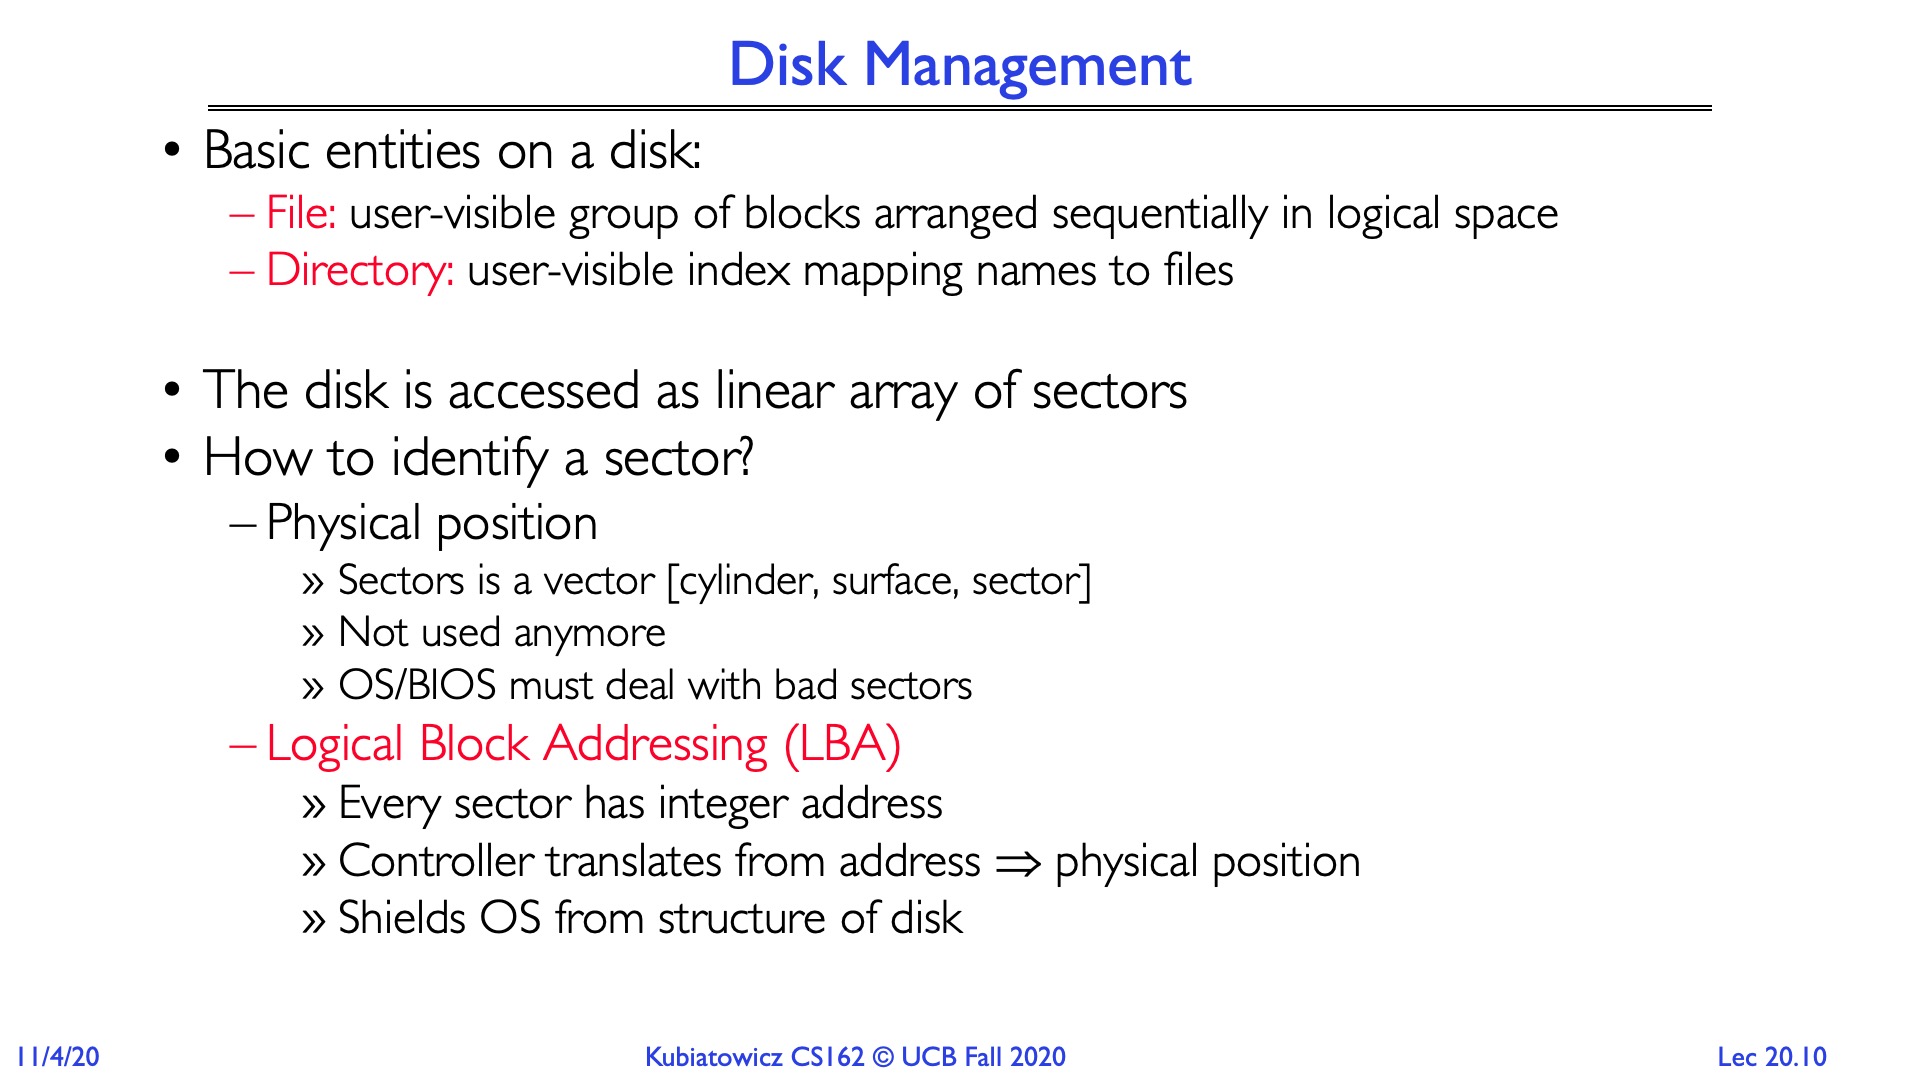 Disk Management
• Basic entities on a disk:
– File: user-visible group of blocks arranged sequentially in logical space
– Directory: user-visible index mapping names to files
• The disk is accessed as linear array of sectors
• How to identify a sector?
– Physical position
» Sectors is a vector [cylinder, surface, sector]
» Not used anymore
» OS/BIOS must deal with bad sectors
– Logical Block Addressing (LBA)
» Every sector has integer address
» Controller translates from address ⇒ physical position
» Shields OS from structure of disk
11/4/20
Kubiatowicz CS162 © UCB Fall 2020
Lec 20.10